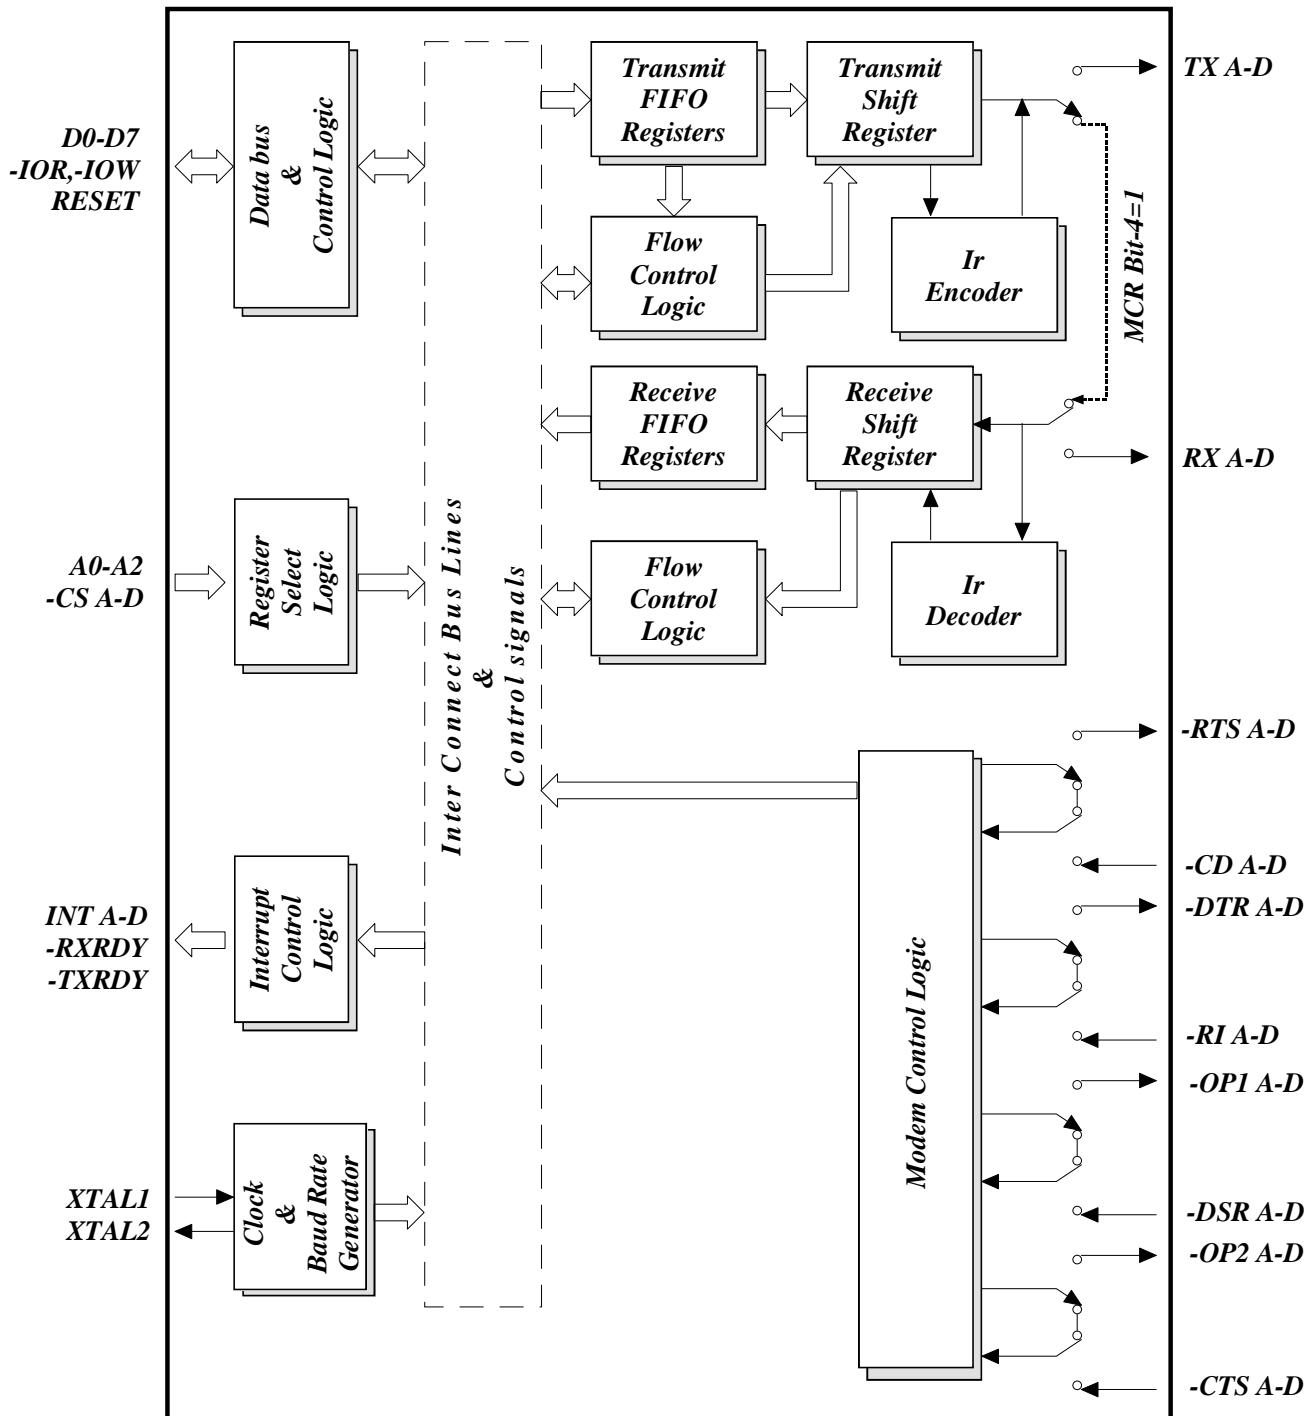 D0-D7
-IOR,-IOW
RESET
Data bus
&
Control Logic
A0-A2
-CS A-D
Register
Select
Logic
INT A-D
-RXRDY
-TXRDY
Interrupt
Control
Logic
XTAL1
XTAL2
Clock
&
Baud Rate
Generator
Inter Connect Bus Lines
&
Control signals
Transmit
FIFO
Registers
Transmit
Shift
Register
Flow
Control
Logic
Ir
Encoder
Receive
FIFO
Registers
Receive
Shift
Register
Flow
Control
Logic
Ir
Decoder
TX A-D
MCR Bit-4=1
RX A-D
Modem Control Logic
-RTS A-D
-CD A-D
-DTR A-D
-RI A-D
-OP1 A-D
-DSR A-D
-OP2 A-D
-CTS A-D